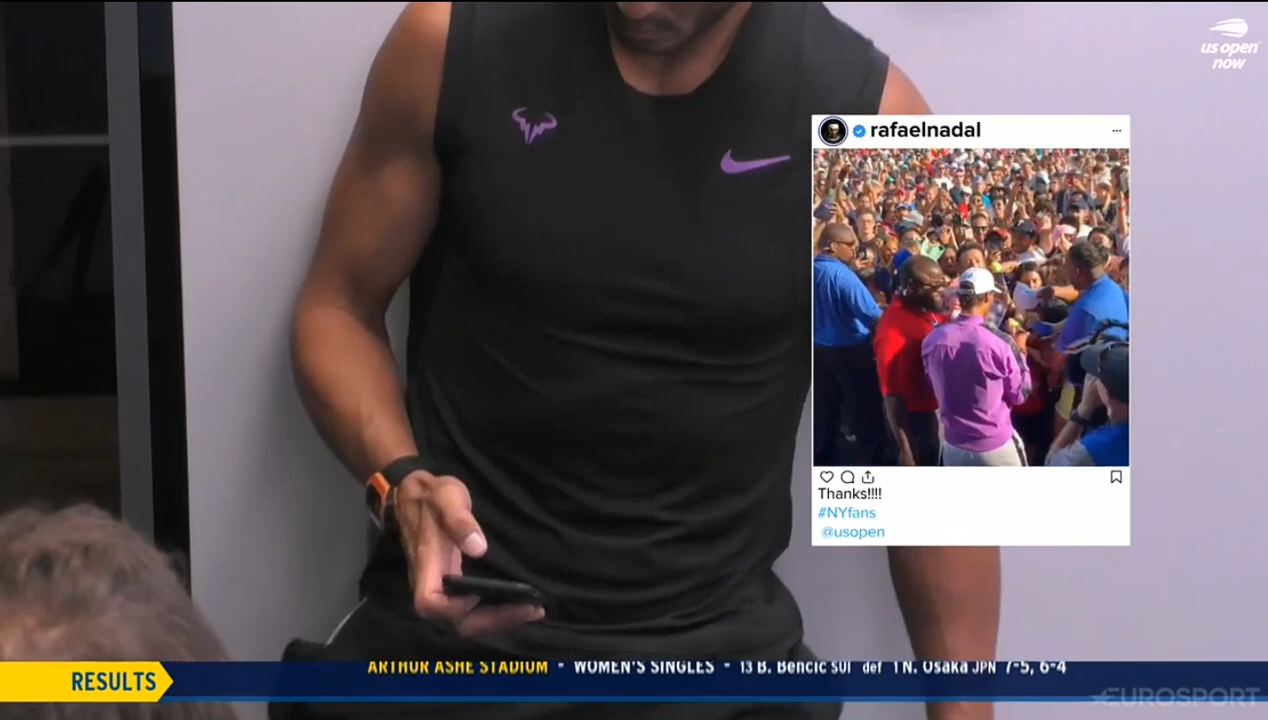 us open
now
rafaelnadal
Thanks!!!!
#NYfans
@usopen
RESULTS
ARTHUR ASHE STADIUM - WOMEN'S SINGLES - 13 B. Bencic SUI def 1 N. Osaka JPN 7-5, 6-4
EUROSPORT